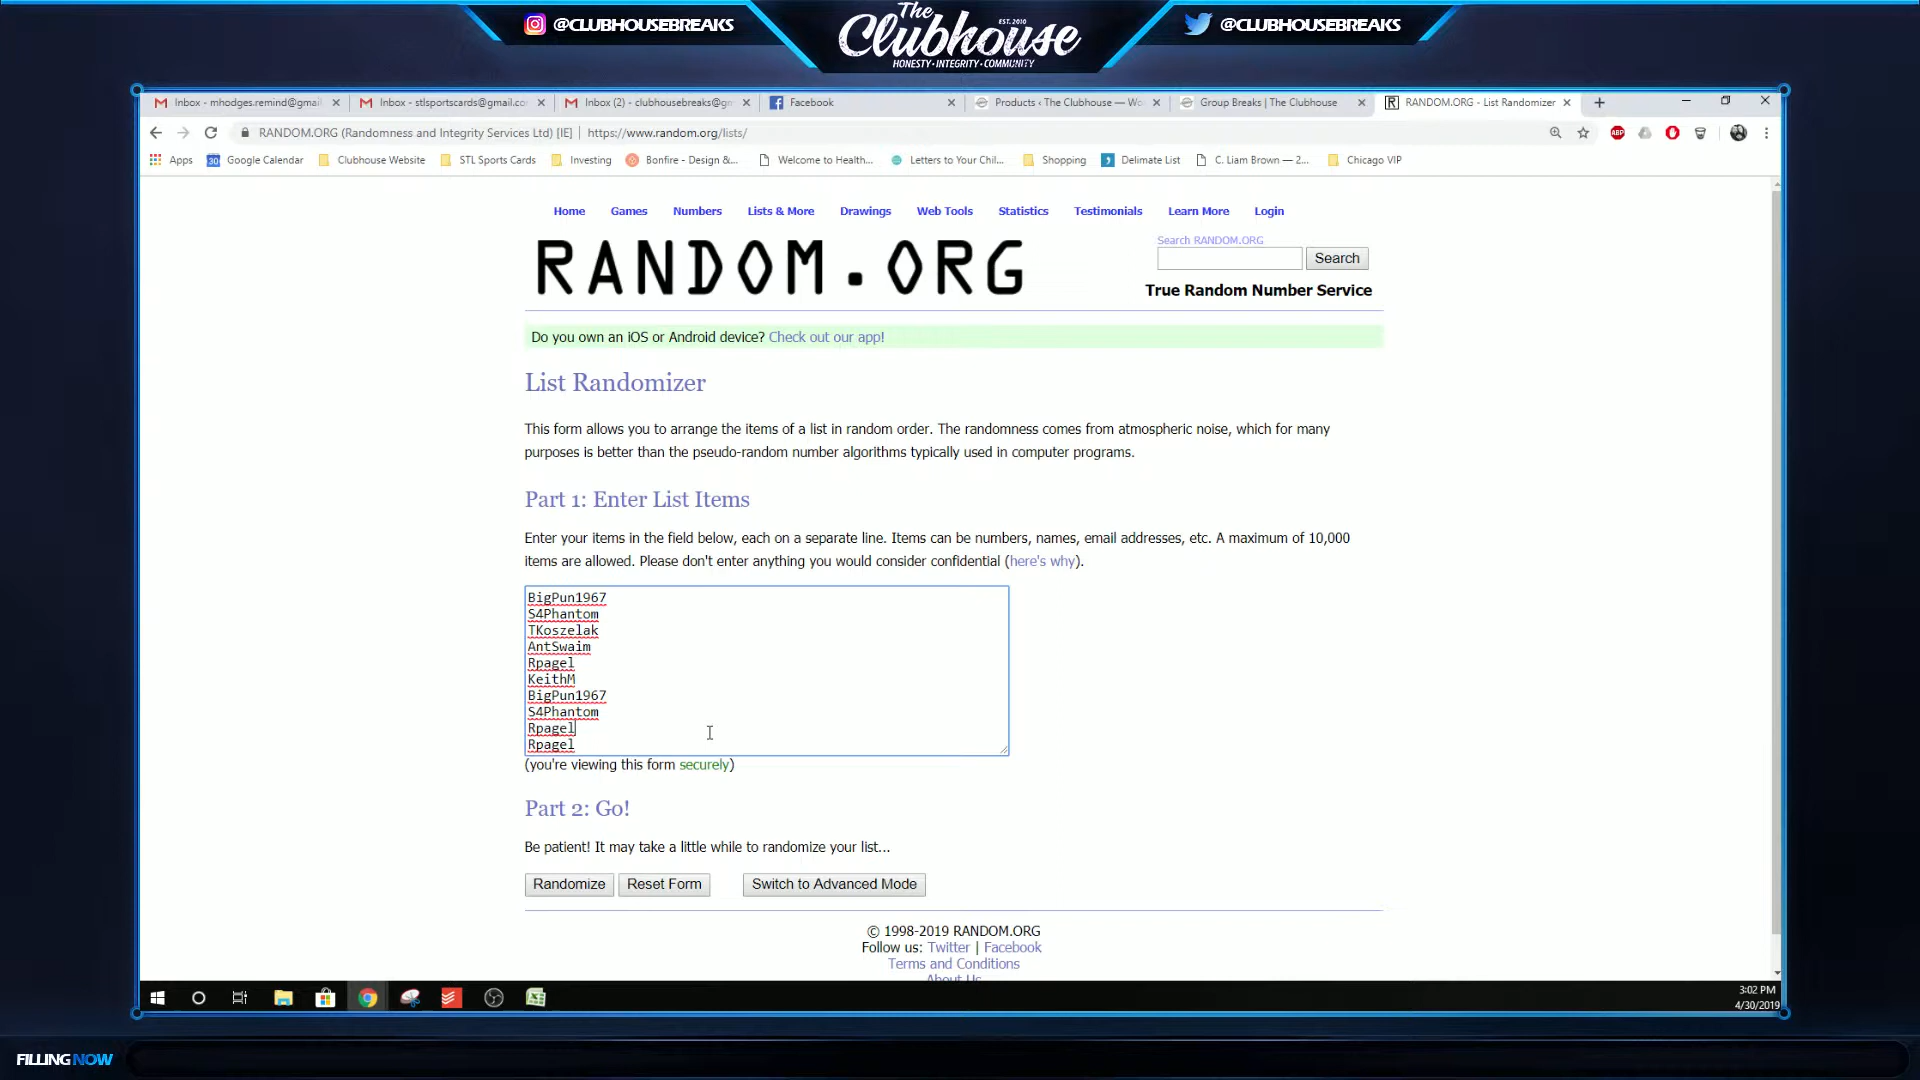 @CLUBHOUSEBREAKS
The
EST. 2010
Clubhouse
HONESTY•INTEGRITY•COMMUNITY
@CLUBHOUSEBREAKS
Inbox - mhodges.remind@gmai
Inbox - stlsportscards@gmail.co
Inbox (2) - clubhousebreaks@g
Facebook
Products ‹ The Clubhouse — Wo
Group Breaks | The Clubhouse
RANDOM.ORG - List Randomizer
RANDOM.ORG (Randomness and Integrity Services Ltd) [IE] | https://www.random.org/lists/
Apps
Google Calendar
Clubhouse Website
STL Sports Cards
Investing
Bonfire - Design &...
Welcome to Health...
Letters to Your Chil...
Shopping
Delimate List
C. Liam Brown — 2...
Chicago VIP
Home Games Numbers Lists & More Drawings Web Tools Statistics Testimonials Learn More Login
RANDOM.ORG
Search RANDOM.ORG
Search
True Random Number Service
Do you own an iOS or Android device? Check out our app!
List Randomizer
This form allows you to arrange the items of a list in random order. The randomness comes from atmospheric noise, which for many
purposes is better than the pseudo-random number algorithms typically used in computer programs.
Part 1: Enter List Items
Enter your items in the field below, each on a separate line. Items can be numbers, names, email addresses, etc. A maximum of 10,000
items are allowed. Please don't enter anything you would consider confidential (here's why).
BigPun1967
S4Phantom
TKoszelak
AntSwaim
Rpagel
KeithM
BigPun1967
S4Phantom
Rpagel
Rpagel
(you're viewing this form securely)
Part 2: Go!
Be patient! It may take a little while to randomize your list...
Randomize Reset Form Switch to Advanced Mode
© 1998-2019 RANDOM.ORG
Follow us: Twitter | Facebook
Terms and Conditions
About Us
3:02 PM
4/30/2019
FILLING NOW